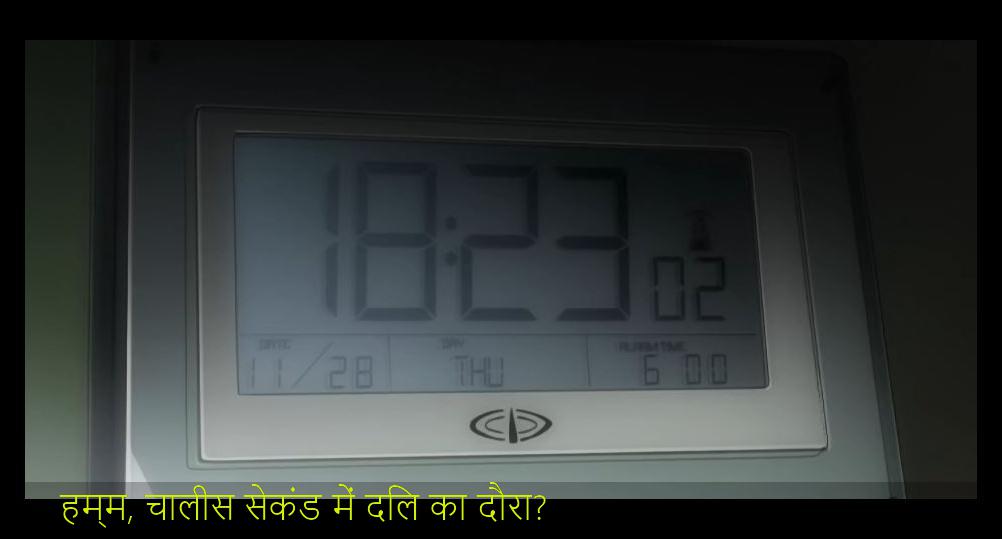 18:23 02
DATE DAY ALARM TIME
11/28 THU 6 00
हम्‌म, चालीस सेकंड में दलि का दौरा?